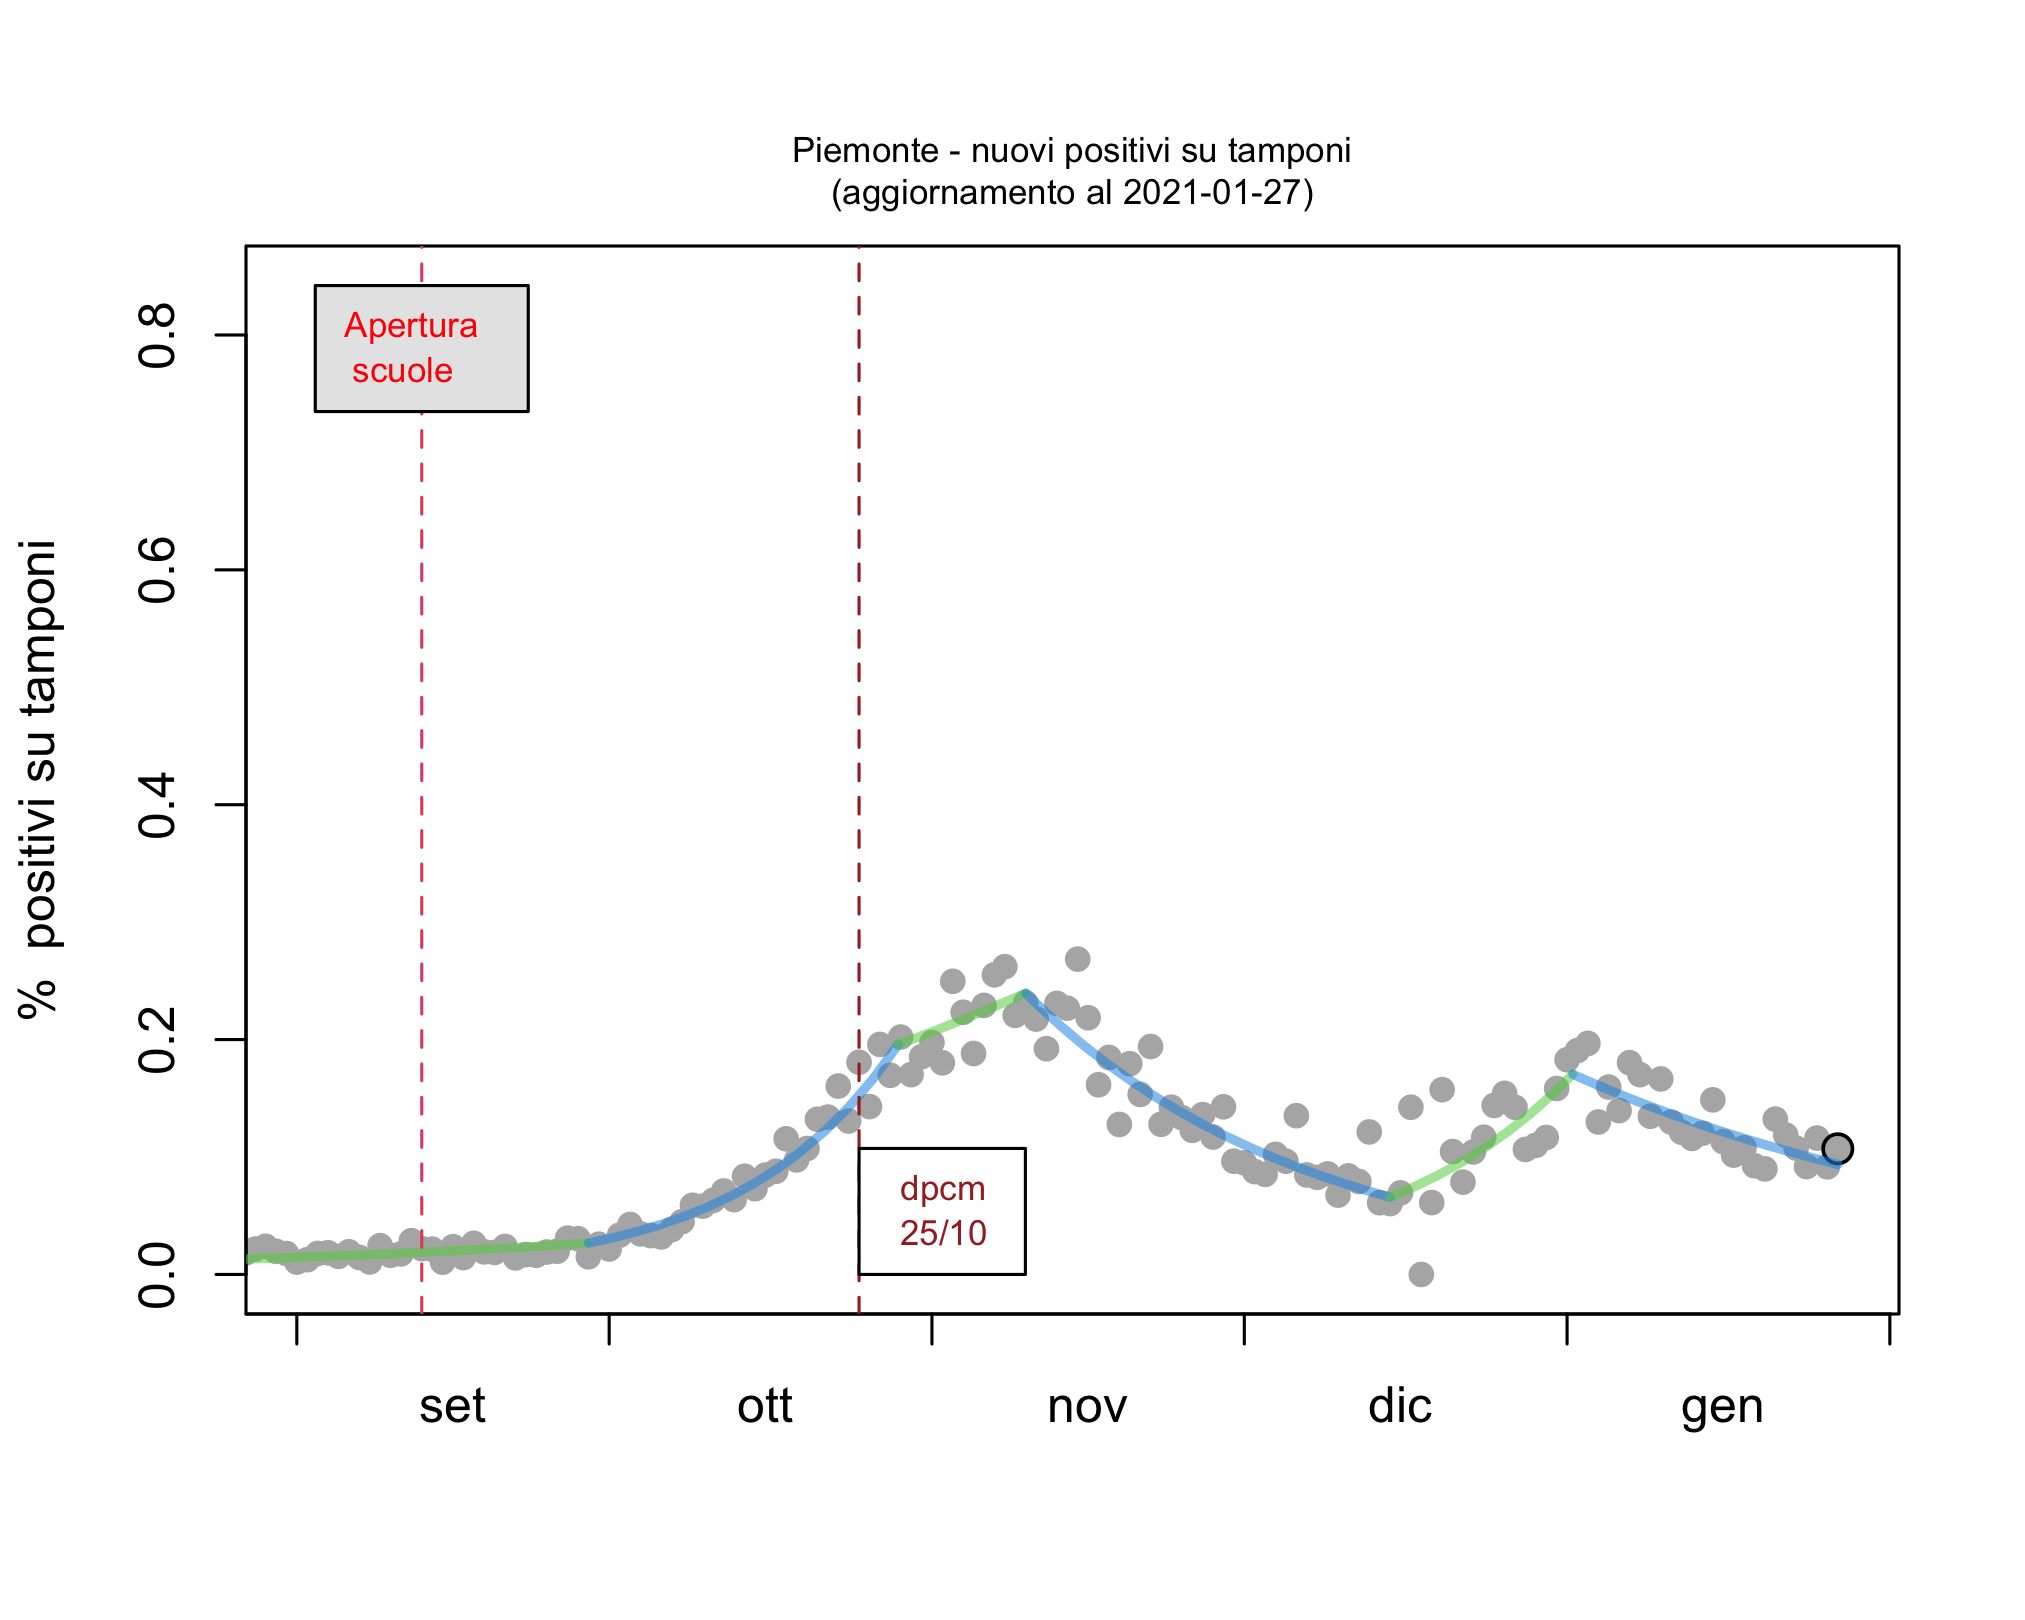 Piemonte - nuovi positivi su tamponi
(aggiornamento al 2021-01-27)
% positivi su tamponi
0.8
0.6
0.4
0.2
0.0
Apertura
scuole
dpcm
25/10
set
ott
nov
dic
gen